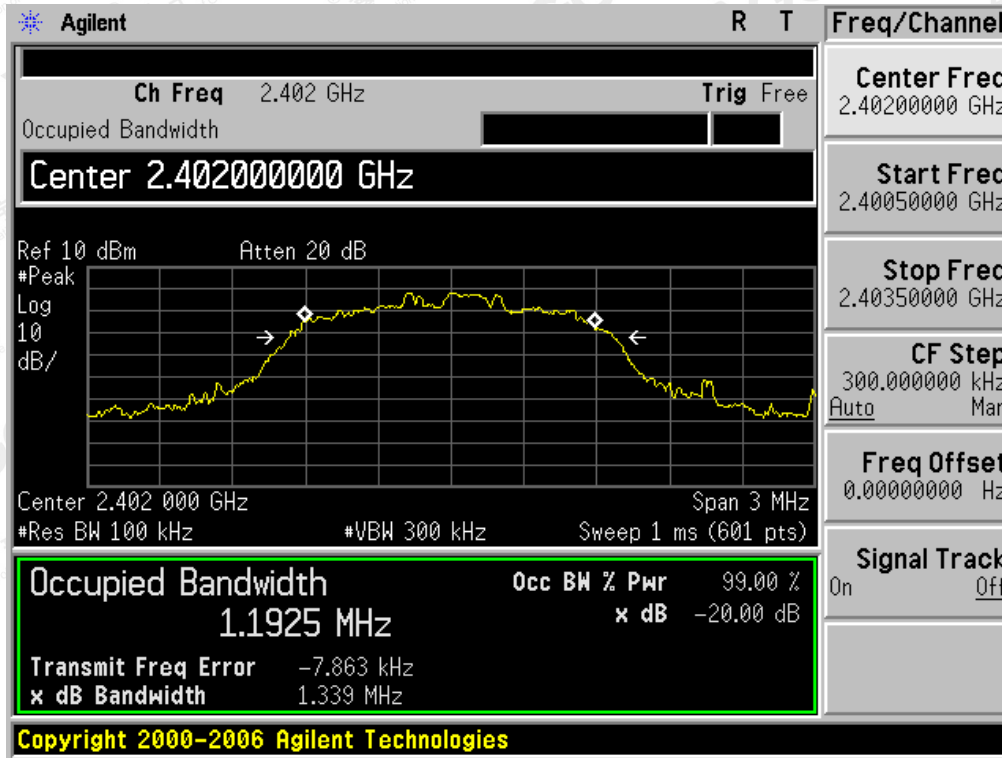 Agilent R T
Ch Freq 2.402 GHz Trig Free
Occupied Bandwidth
Center 2.402000000 GHz
Ref 10 dBm Atten 20 dB
#Peak
Log
10
dB/
Center 2.402 000 GHz Span 3 MHz
#Res BW 100 kHz #VBW 300 kHz Sweep 1 ms (601 pts)
Occupied Bandwidth Occ BW % Pwr 99.00 %
1.1925 MHz x dB -20.00 dB
Transmit Freq Error -7.863 kHz
x dB Bandwidth 1.339 MHz
Copyright 2000-2006 Agilent Technologies
Freq/Channel
Center Freq
2.40200000 GHz
Start Freq
2.40050000 GHz
Stop Freq
2.40350000 GHz
CF Step
300.000000 kHz
Auto Man
Freq Offset
0.00000000 Hz
Signal Track
On Off